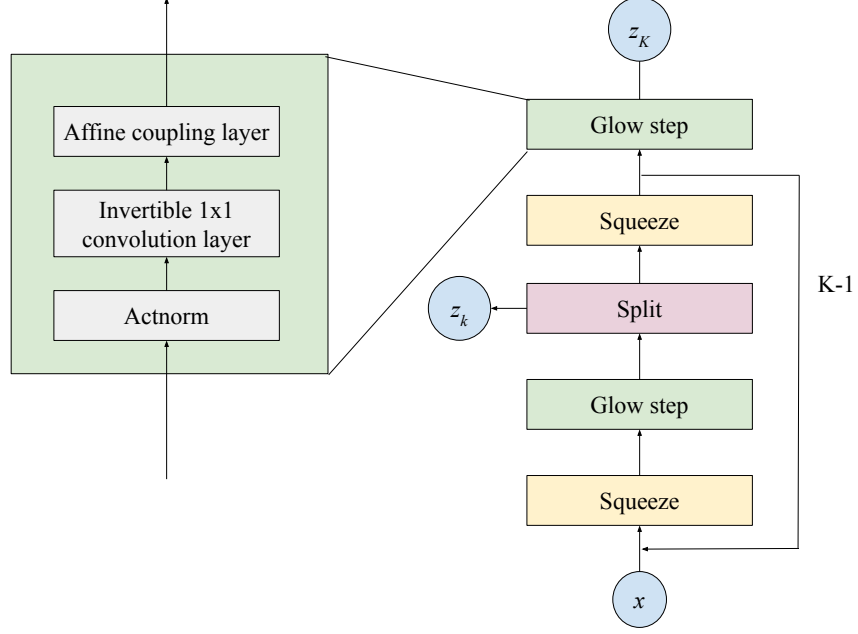 Affine coupling layer
Invertible 1x1
convolution layer
Actnorm
z_K
Glow step
Squeeze
Split
z_k
Glow step
Squeeze
x
K-1